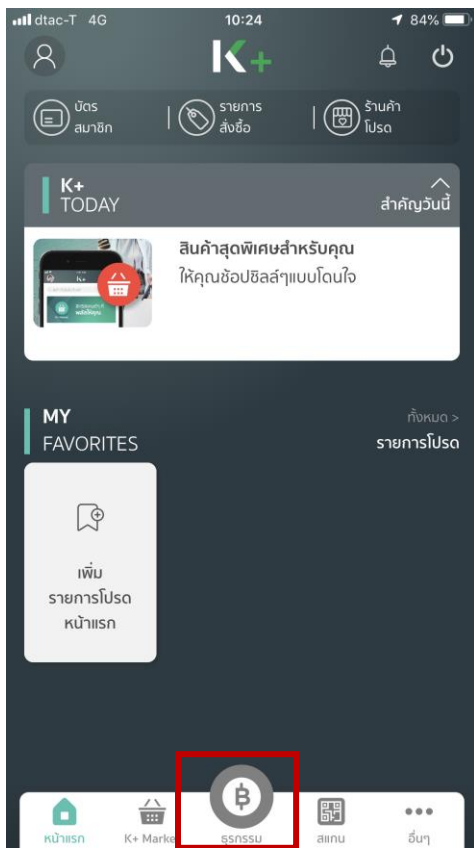 dtac-T 4G 10:24 84%
K+
บัตร
สมาชิก
รายการ
สั่งซื้อ
ร้านค้า
โปรด
K+
TODAY
สำคัญวันนี้
สินค้าสุดพิเศษสำหรับคุณ
ให้คุณช้อปชิลล์ๆแบบโดนใจ
MY
FAVORITES
ทั้งหมด >
รายการโปรด
เพิ่ม
รายการโปรด
หน้าแรก
หน้าแรก K+ Marke ธุรกรรม สแกน อื่นๆ